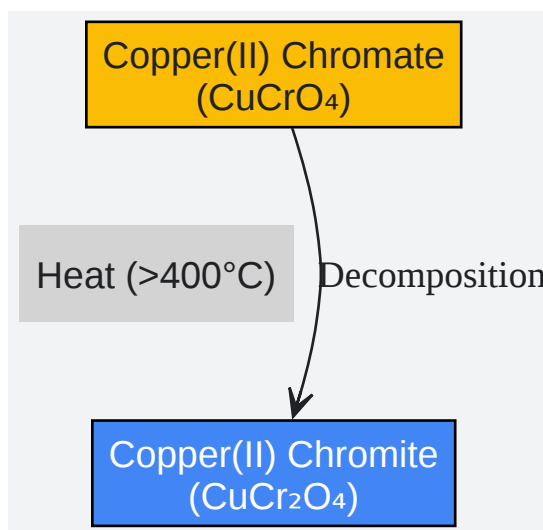 Copper(II) Chromate
(CuCrO₄)
Heat (>400°C)
Decomposition
Copper(II) Chromite
(CuCr₂O₄)